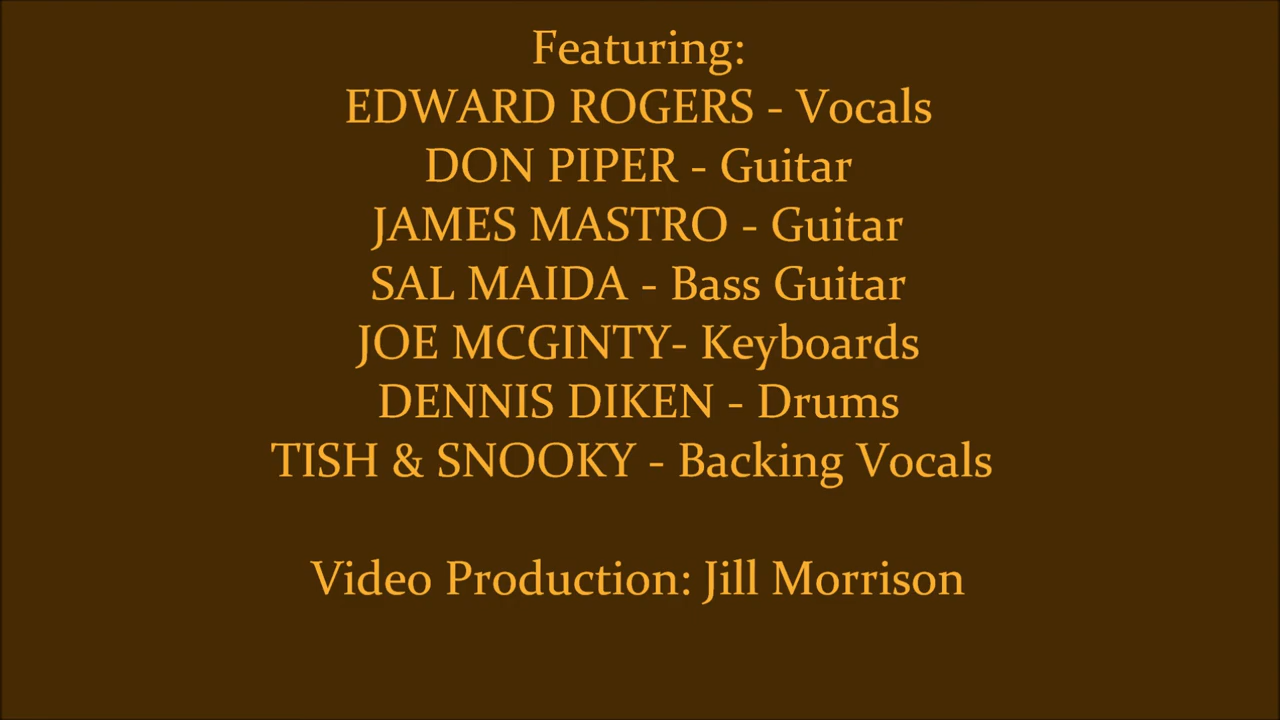 Featuring:
EDWARD ROGERS - Vocals
DON PIPER - Guitar
JAMES MASTRO - Guitar
SAL MAIDA - Bass Guitar
JOE MCGINTY- Keyboards
DENNIS DIKEN - Drums
TISH & SNOOKY - Backing Vocals
Video Production: Jill Morrison